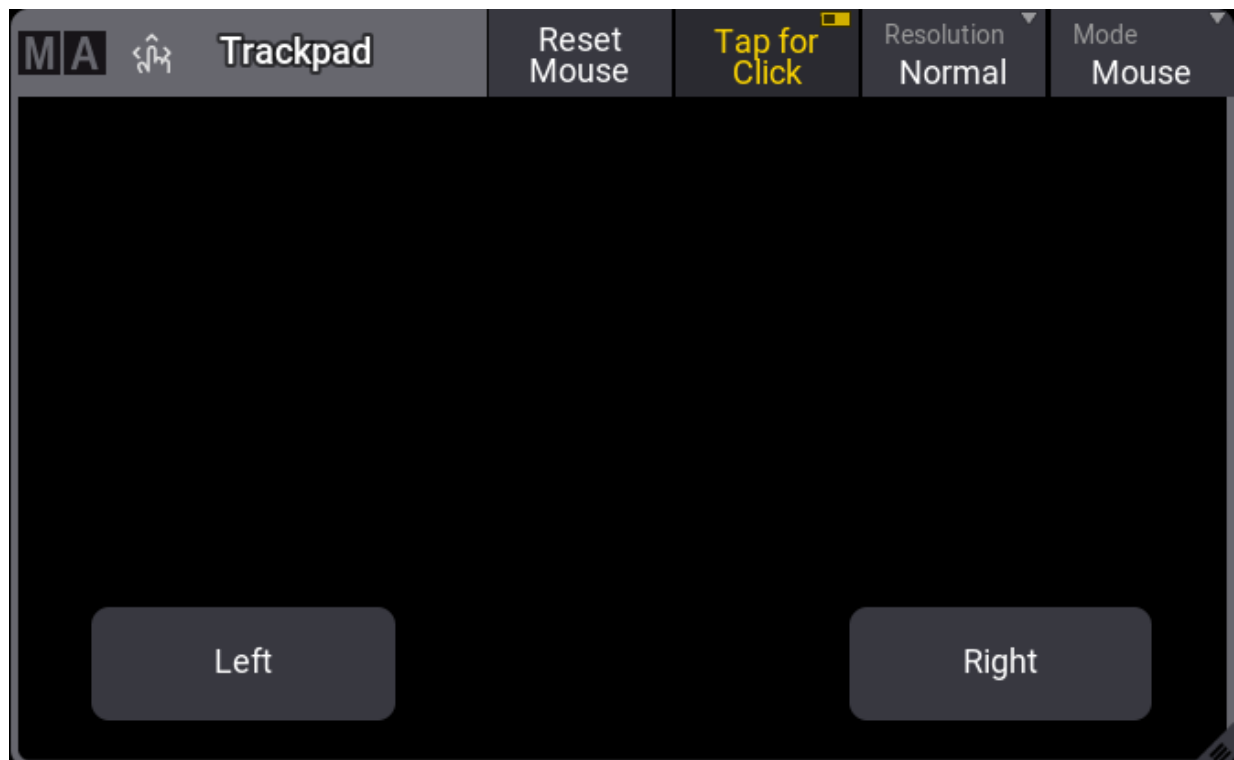 MA
Trackpad
Reset
Mouse
Tap for
Click
Resolution
Normal
Mode
Mouse
Left
Right